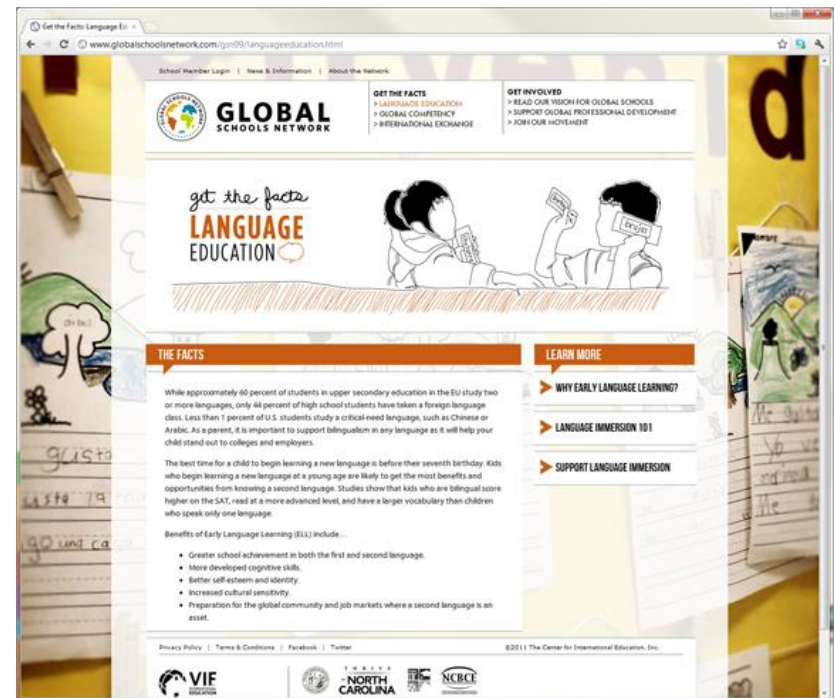 Get the Facts: Language Ed
www.globalschoolsnetwork.com/gsn09/languageeducation.html
School Member Login | News & Information | About the Network
GLOBAL
SCHOOLS NETWORK
GET THE FACTS
> LANGUAGE EDUCATION
> GLOBAL COMPETENCY
> INTERNATIONAL EXCHANGE
GET INVOLVED
> READ OUR VISION FOR GLOBAL SCHOOLS
> SUPPORT GLOBAL PROFESSIONAL DEVELOPMENT
> JOIN OUR MOVEMENT
get the facts
LANGUAGE
EDUCATION
THE FACTS
While approximately 60 percent of students in upper secondary education in the EU study two
or more languages, only 44 percent of high school students have taken a foreign language
class. Less than 1 percent of U.S. students study a critical-need language, such as Chinese or
Arabic. As a parent, it is important to support bilingualism in any language as it will help your
child stand out to colleges and employers.
The best time for a child to begin learning a new language is before their seventh birthday. Kids
who begin learning a new language at a young age are likely to get the most benefits and
opportunities from knowing a second language. Studies show that kids who are bilingual score
higher on the SAT, read at a more advanced level, and have a larger vocabulary than children
who speak only one language.
Benefits of Early Language Learning (ELL) include...
• Greater school achievement in both the first and second language.
• More developed cognitive skills.
• Better self-esteem and identity.
• Increased cultural sensitivity.
• Preparation for the global community and job markets where a second language is an
asset.
LEARN MORE
WHY EARLY LANGUAGE LEARNING?
LANGUAGE IMMERSION 101
SUPPORT LANGUAGE IMMERSION
gusta
go una ca
Me gusta
Yo
Me
Privacy Policy | Terms & Conditions | Facebook | Twitter
©2011 The Center for International Education, Inc.
VIF
THRIVE
NORTH
CAROLINA
NCBCE